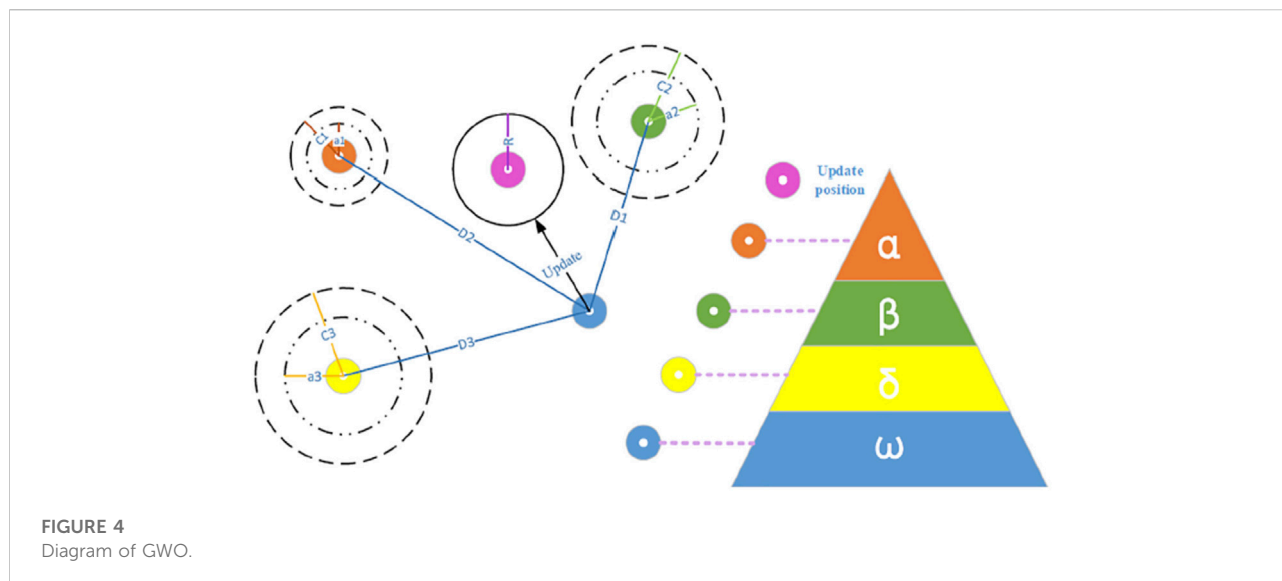 C1
a1
R
C2
a2
D1
D2
Update
D3
C3
a3
Update
position
α
β
δ
ω
FIGURE 4
Diagram of GWO.